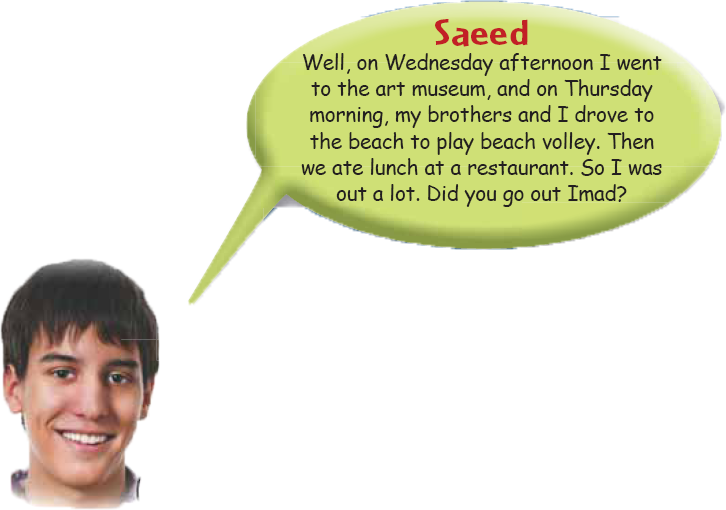 Saeed
Well, on Wednesday afternoon I went
to the art museum, and on Thursday
morning, my brothers and I drove to
the beach to play beach volley. Then
we ate lunch at a restaurant. So I was
out a lot. Did you go out Imad?